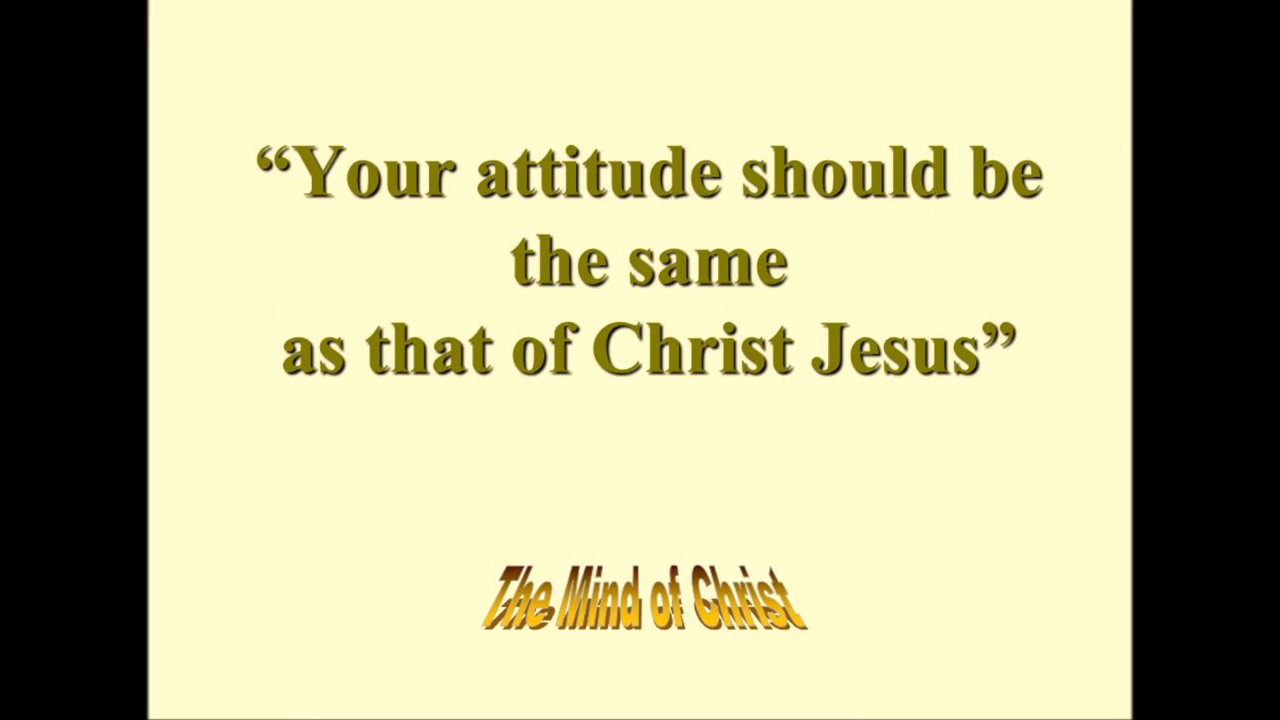 “Your attitude should be
the same
as that of Christ Jesus”
The Mind of Christ